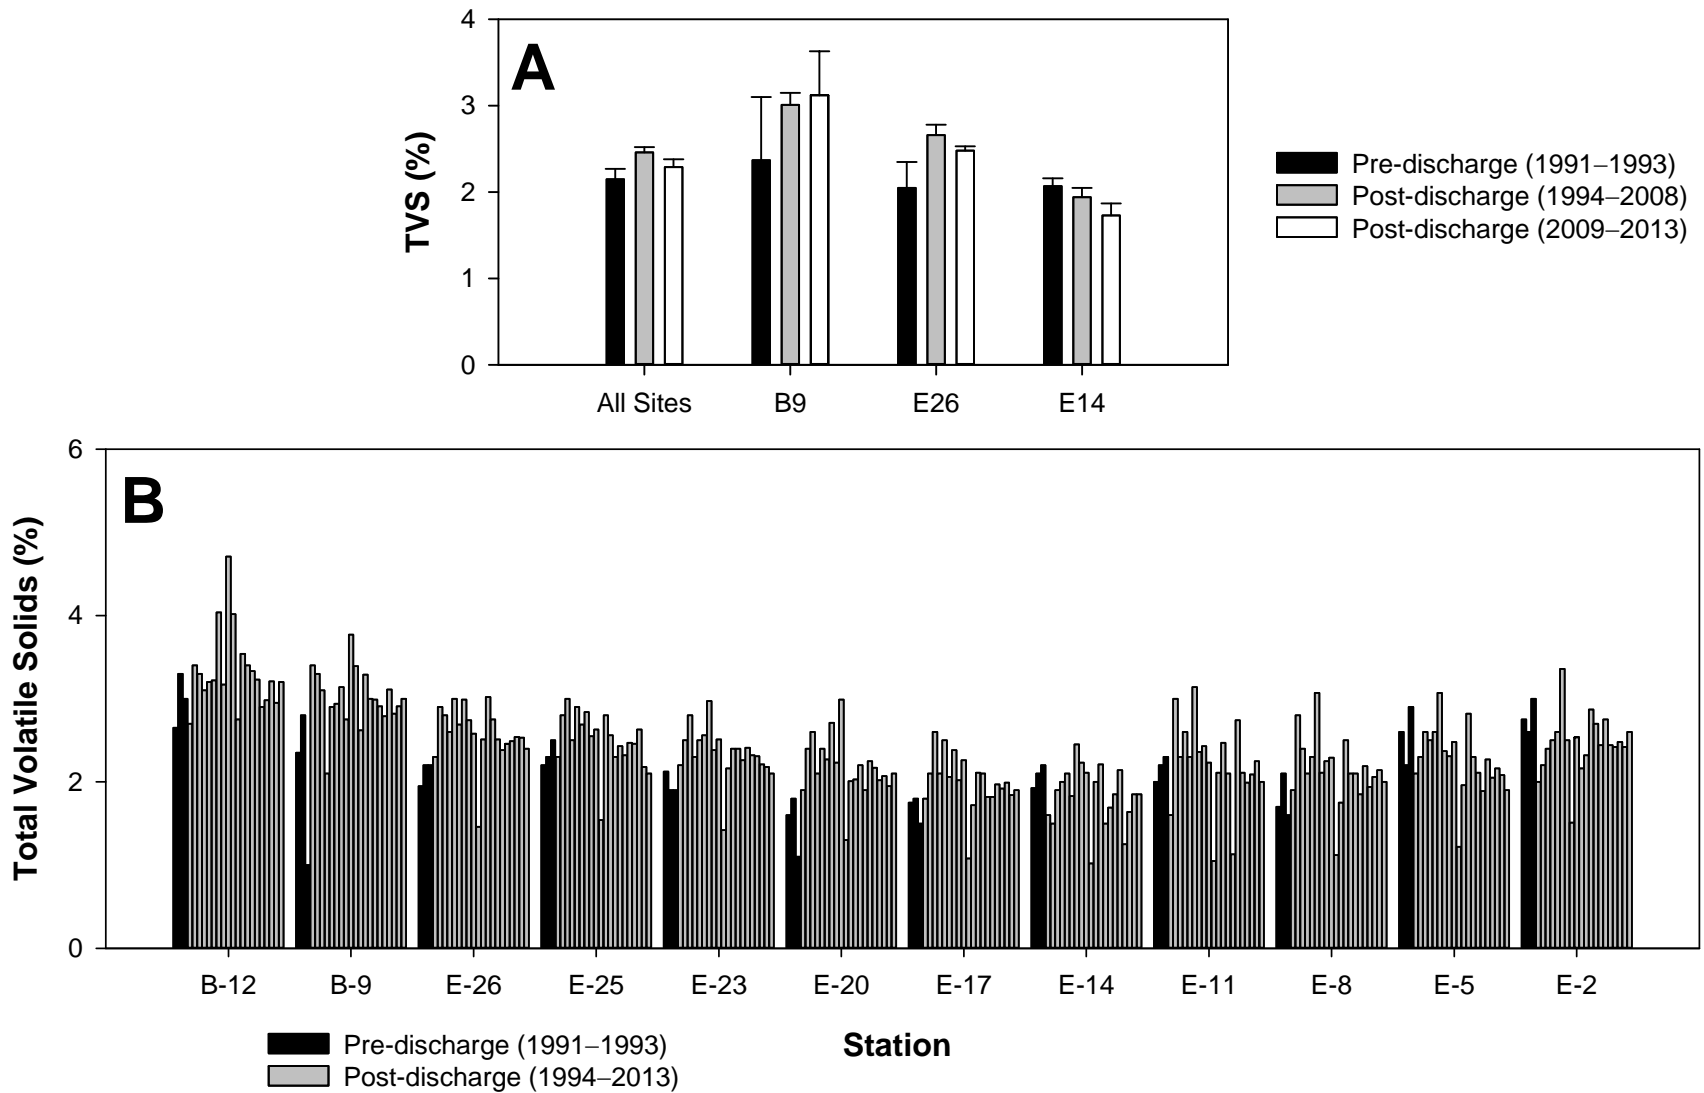 4
3
2
1
0
TVS (%)
A
All Sites B9 E26 E14
Pre-discharge (1991–1993)
Post-discharge (1994–2008)
Post-discharge (2009–2013)
6
4
2
0
Total Volatile Solids (%)
B
B-12 B-9 E-26 E-25 E-23 E-20 E-17 E-14 E-11 E-8 E-5 E-2
Station
Pre-discharge (1991–1993)
Post-discharge (1994–2013)